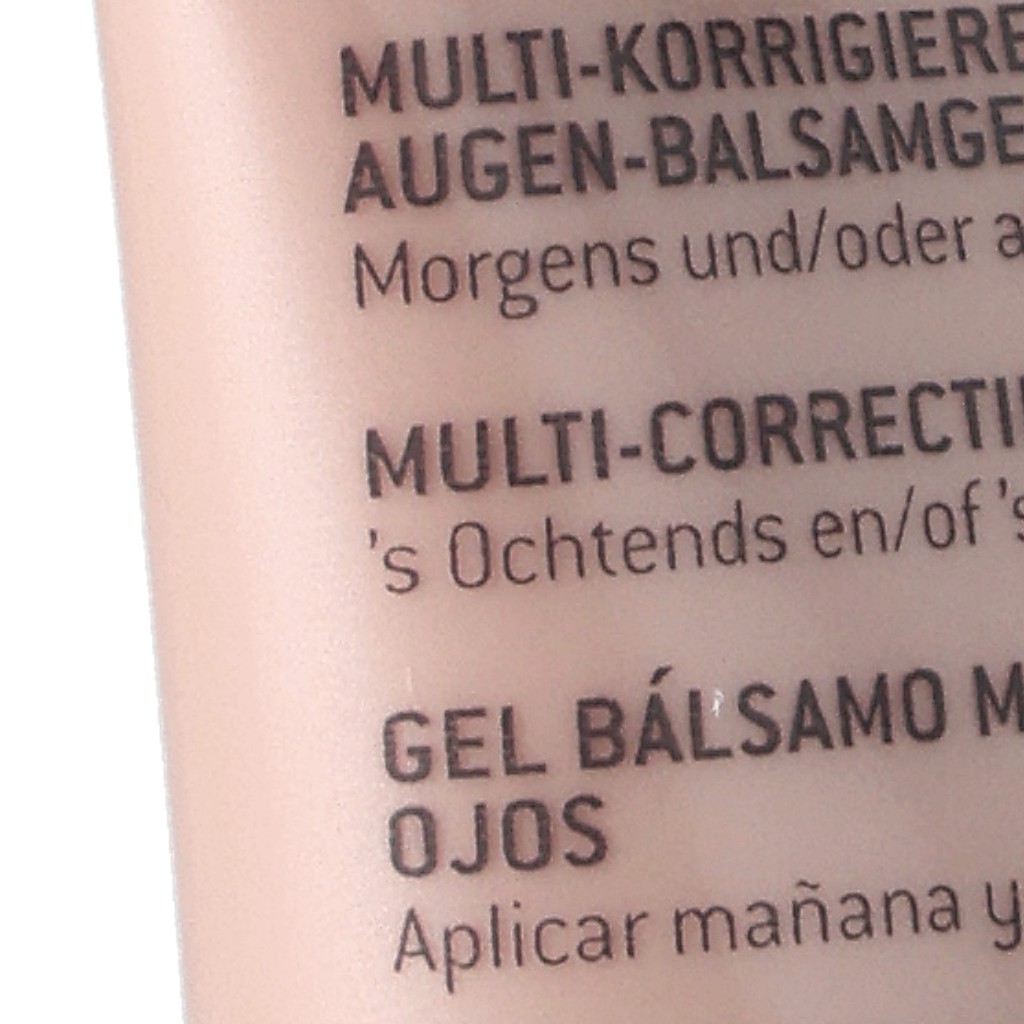 MULTI-KORRIGIERE
AUGEN-BALSAMGE
Morgens und/oder a
MULTI-CORRECTI
's Ochtends en/of 's
GEL BÁLSAMO M
OJOS
Aplicar mañana y